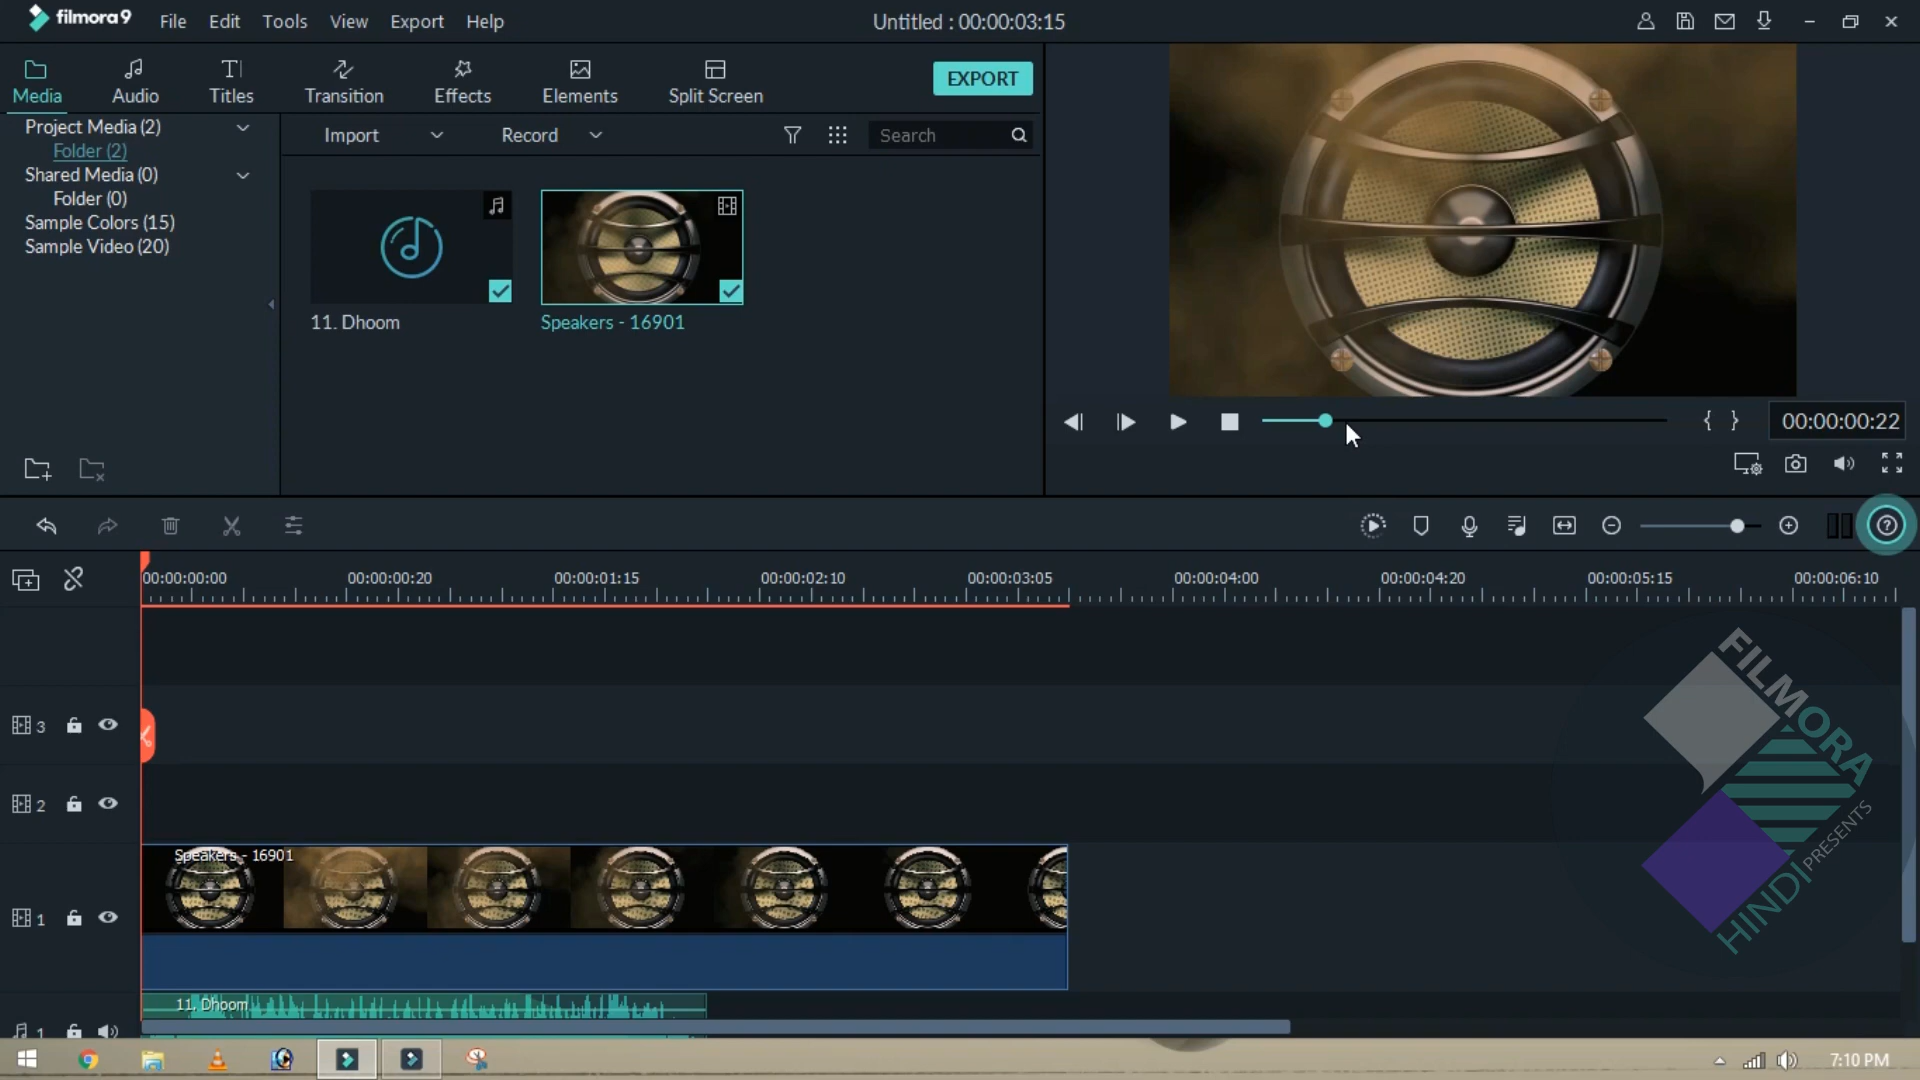 filmora9 File Edit Tools View Export Help Untitled : 00:00:03:15
Media Audio Titles Transition Effects Elements Split Screen EXPORT
Project Media (2)
Folder (2)
Shared Media (0)
Folder (0)
Sample Colors (15)
Sample Video (20)
Import Record Search
11. Dhoom Speakers - 16901
{ } 00:00:00:22
00:00:00:00 00:00:00:20 00:00:01:15 00:00:02:10 00:00:03:05 00:00:04:00 00:00:04:20 00:00:05:15 00:00:06:10
3
2
Speakers - 16901
1
11. Dhoom
1
FILMORA
HINDI PRESENTS
7:10 PM